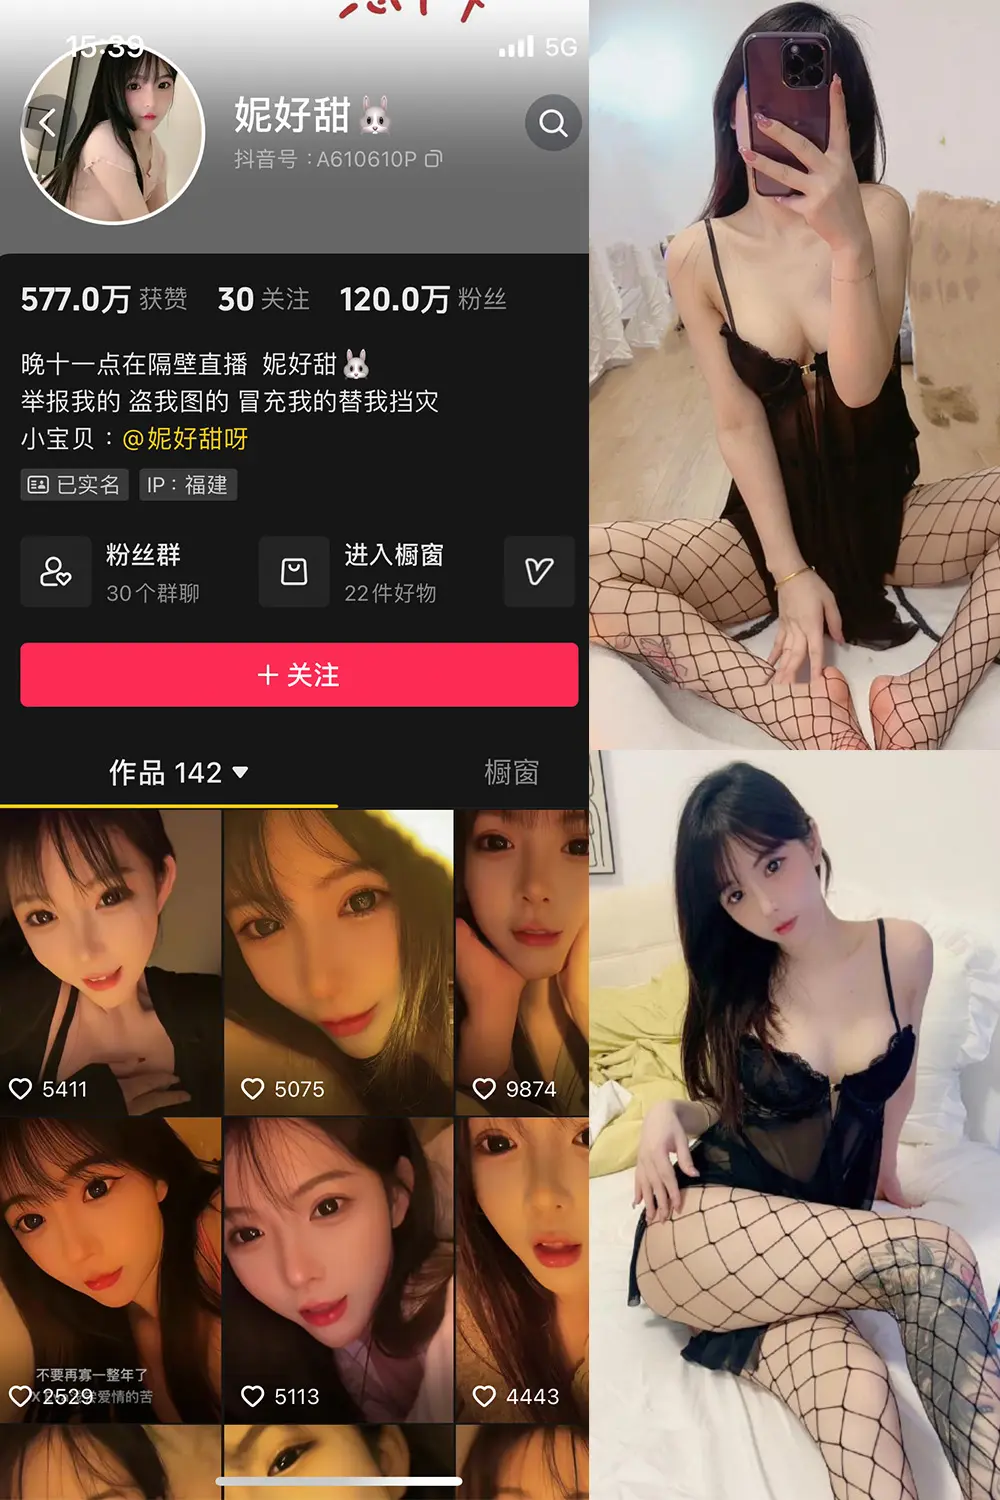 15:39
5G
妮好甜🐰
抖音号：A610610P
577.0万 获赞 30 关注 120.0万 粉丝
晚十一点在隔壁直播 妮好甜🐰
举报我的 盗我图的 冒充我的替我挡灾
小宝贝：@妮好甜呀
已实名 IP：福建
粉丝群 进入橱窗
30个群聊 22件好物
+ 关注
作品 142 橱窗
5411 5075 9874
不要再寡一整年了
爱情的苦
2529 5113 4443